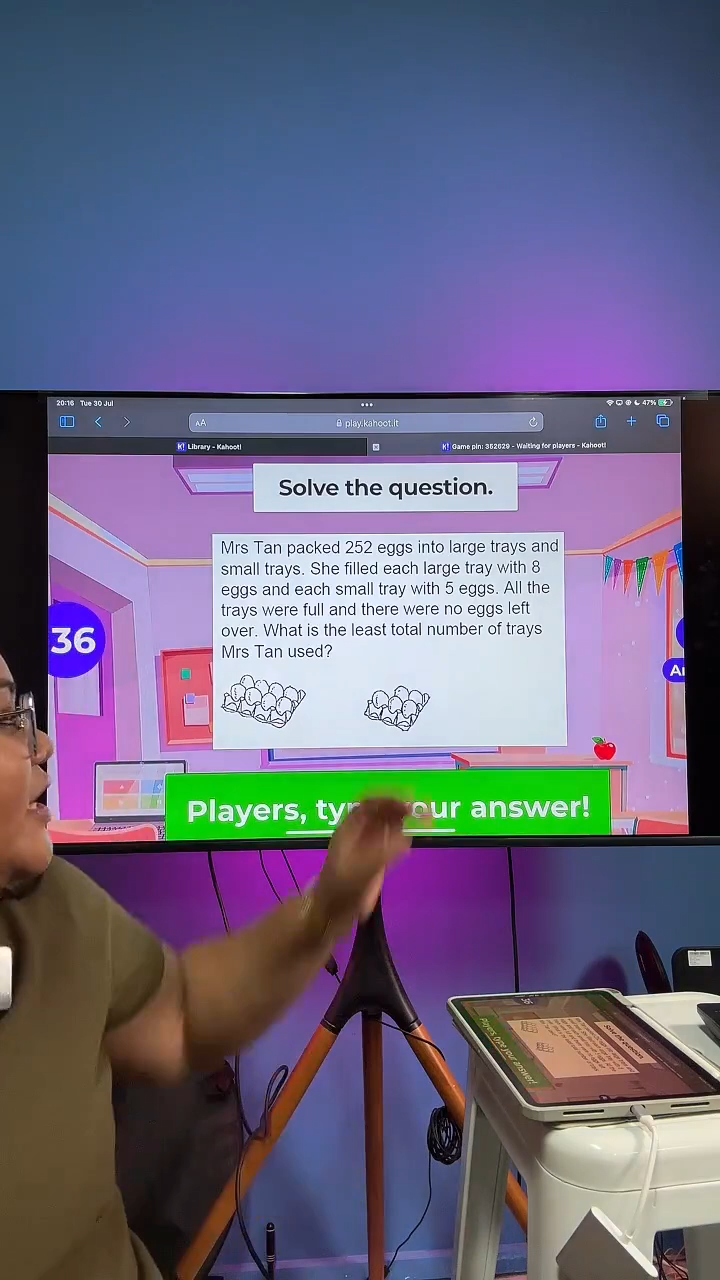 20:16 Tue 30 Jul
47%
AA
play.kahoot.it
K! Library - Kahoot!
K! Game pin: 352629 - Waiting for players - Kahoot!
Solve the question.
Mrs Tan packed 252 eggs into large trays and
small trays. She filled each large tray with 8
eggs and each small tray with 5 eggs. All the
trays were full and there were no eggs left
over. What is the least total number of trays
Mrs Tan used?
36
Players, your answer!